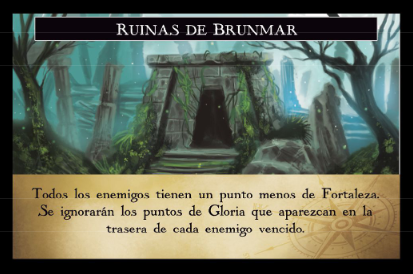 RUINAS DE BRUNMAR
Todos los enemigos tienen un punto menos de Fortaleza.
Se ignorarán los puntos de Gloria que aparezcan en la
trasera de cada enemigo vencido.